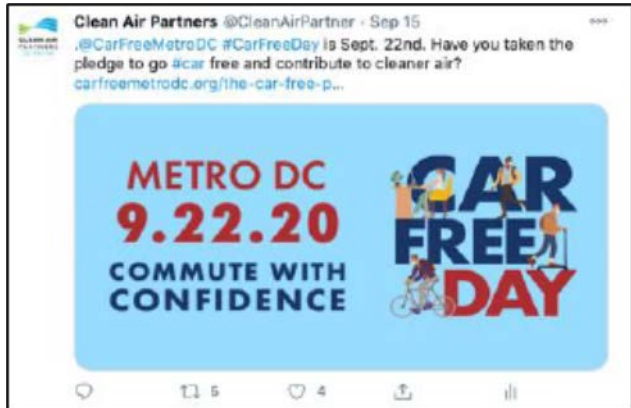 Clean Air Partners @CleanAirPartner · Sep 15
.@CarFreeMetroDC #CarFreeDay is Sept. 22nd. Have you taken the
pledge to go #car free and contribute to cleaner air?
carfreemetrodc.org/the-car-free-p...
METRO DC
9.22.20
COMMUTE WITH
CONFIDENCE
CAR
FREE
DAY
5 4